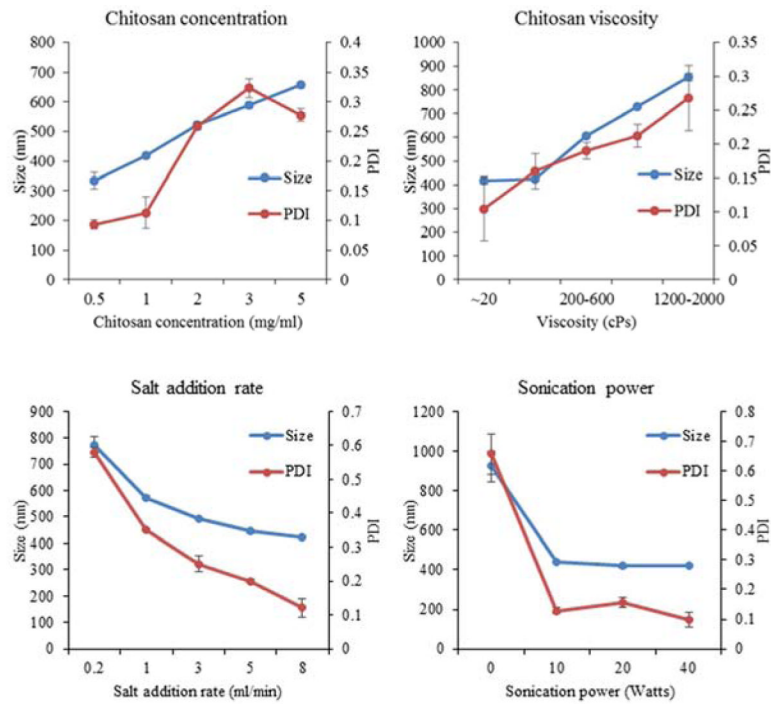 Chitosan concentration
800
700
600
500
400
300
200
100
0
Size (nm)
0.4
0.35
0.3
0.25
0.2
0.15
0.1
0.05
0
PDI
Size
PDI
0.5 1 2 3 5
Chitosan concentration (mg/ml)
Chitosan viscosity
1000
900
800
700
600
500
400
300
200
100
0
Size (nm)
0.35
0.3
0.25
0.2
0.15
0.1
0.05
0
PDI
Size
PDI
~20 200-600 1200-2000
Viscosity (cPs)
Salt addition rate
900
800
700
600
500
400
300
200
100
0
Size (nm)
0.7
0.6
0.5
0.4
0.3
0.2
0.1
0
PDI
Size
PDI
0.2 1 3 5 8
Salt addition rate (ml/min)
Sonication power
1200
1000
800
600
400
200
0
Size (nm)
0.8
0.7
0.6
0.5
0.4
0.3
0.2
0.1
0
PDI
Size
PDI
0 10 20 40
Sonication power (Watts)